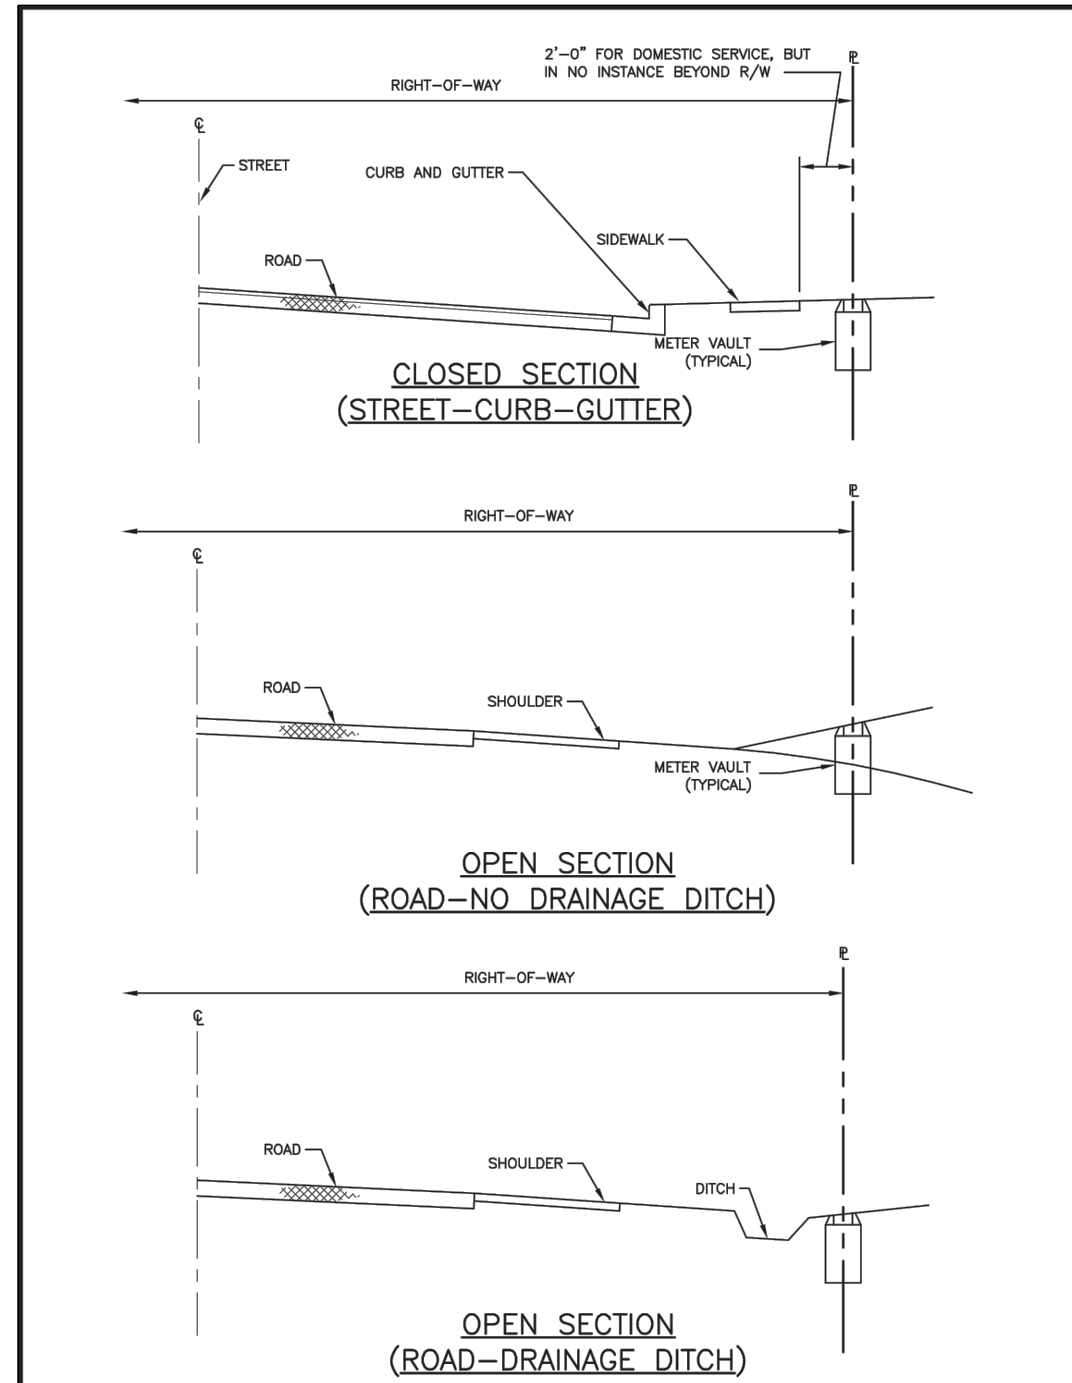 2'-0" FOR DOMESTIC SERVICE, BUT
IN NO INSTANCE BEYOND R/W
℄
RIGHT-OF-WAY
℄
STREET
CURB AND GUTTER
SIDEWALK
ROAD
METER VAULT
(TYPICAL)
CLOSED SECTION
(STREET-CURB-GUTTER)
PL
RIGHT-OF-WAY
℄
ROAD
SHOULDER
METER VAULT
(TYPICAL)
OPEN SECTION
(ROAD-NO DRAINAGE DITCH)
PL
RIGHT-OF-WAY
℄
ROAD
SHOULDER
DITCH
OPEN SECTION
(ROAD-DRAINAGE DITCH)